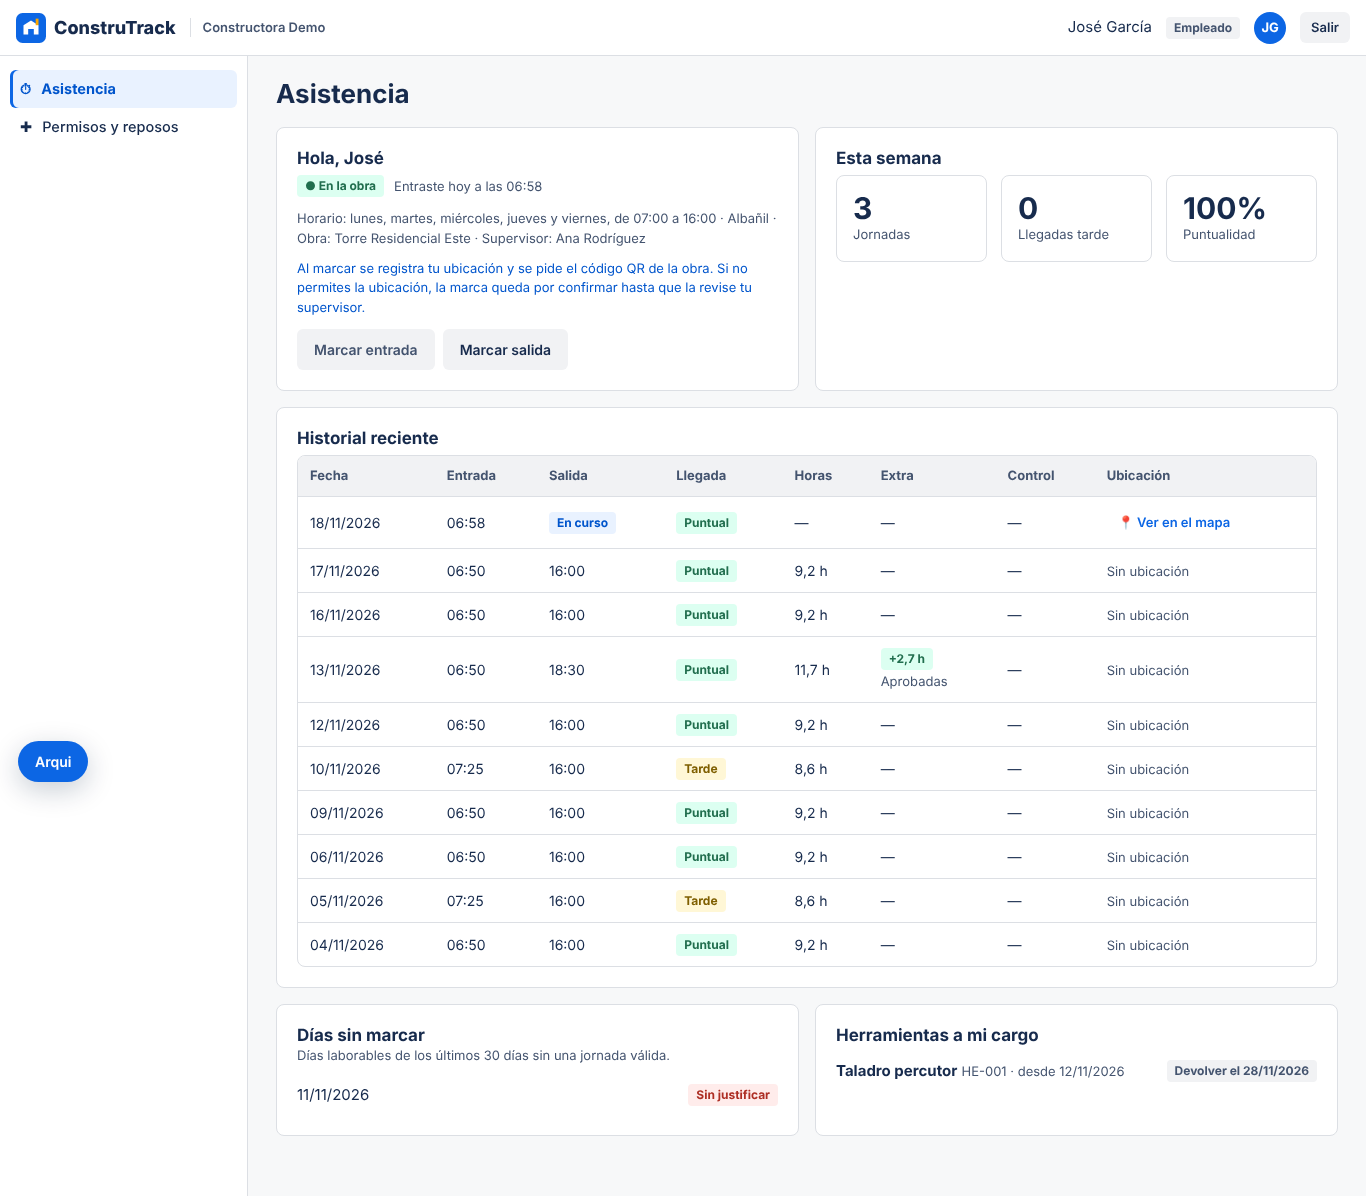 ConstruTrack
Constructora Demo
José García
Empleado
JG
Salir
Asistencia
Permisos y reposos
Arqui
Asistencia
Hola, José
En la obra
Entraste hoy a las 06:58
Horario: lunes, martes, miércoles, jueves y viernes, de 07:00 a 16:00 · Albañil ·
Obra: Torre Residencial Este · Supervisor: Ana Rodríguez
Al marcar se registra tu ubicación y se pide el código QR de la obra. Si no
permites la ubicación, la marca queda por confirmar hasta que la revise tu
supervisor.
Marcar entrada
Marcar salida
Esta semana
3
Jornadas
0
Llegadas tarde
100%
Puntualidad
Historial reciente
Fecha Entrada Salida Llegada Horas Extra Control Ubicación
18/11/2026 06:58 En curso Puntual — — — 📍 Ver en el mapa
17/11/2026 06:50 16:00 Puntual 9,2 h — — Sin ubicación
16/11/2026 06:50 16:00 Puntual 9,2 h — — Sin ubicación
13/11/2026 06:50 18:30 Puntual 11,7 h +2,7 h Aprobadas — Sin ubicación
12/11/2026 06:50 16:00 Puntual 9,2 h — — Sin ubicación
10/11/2026 07:25 16:00 Tarde 8,6 h — — Sin ubicación
09/11/2026 06:50 16:00 Puntual 9,2 h — — Sin ubicación
06/11/2026 06:50 16:00 Puntual 9,2 h — — Sin ubicación
05/11/2026 07:25 16:00 Tarde 8,6 h — — Sin ubicación
04/11/2026 06:50 16:00 Puntual 9,2 h — — Sin ubicación
Días sin marcar
Días laborables de los últimos 30 días sin una jornada válida.
11/11/2026 Sin justificar
Herramientas a mi cargo
Taladro percutor HE-001 · desde 12/11/2026 Devolver el 28/11/2026